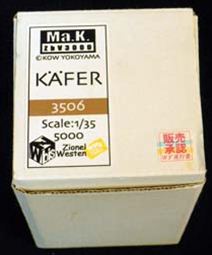 Ma.K.
ZbV3000
©KOW YOKOYAMA
KÄFER
3506
Scale:1/35
5000
Zionel
Westen
販売
承認